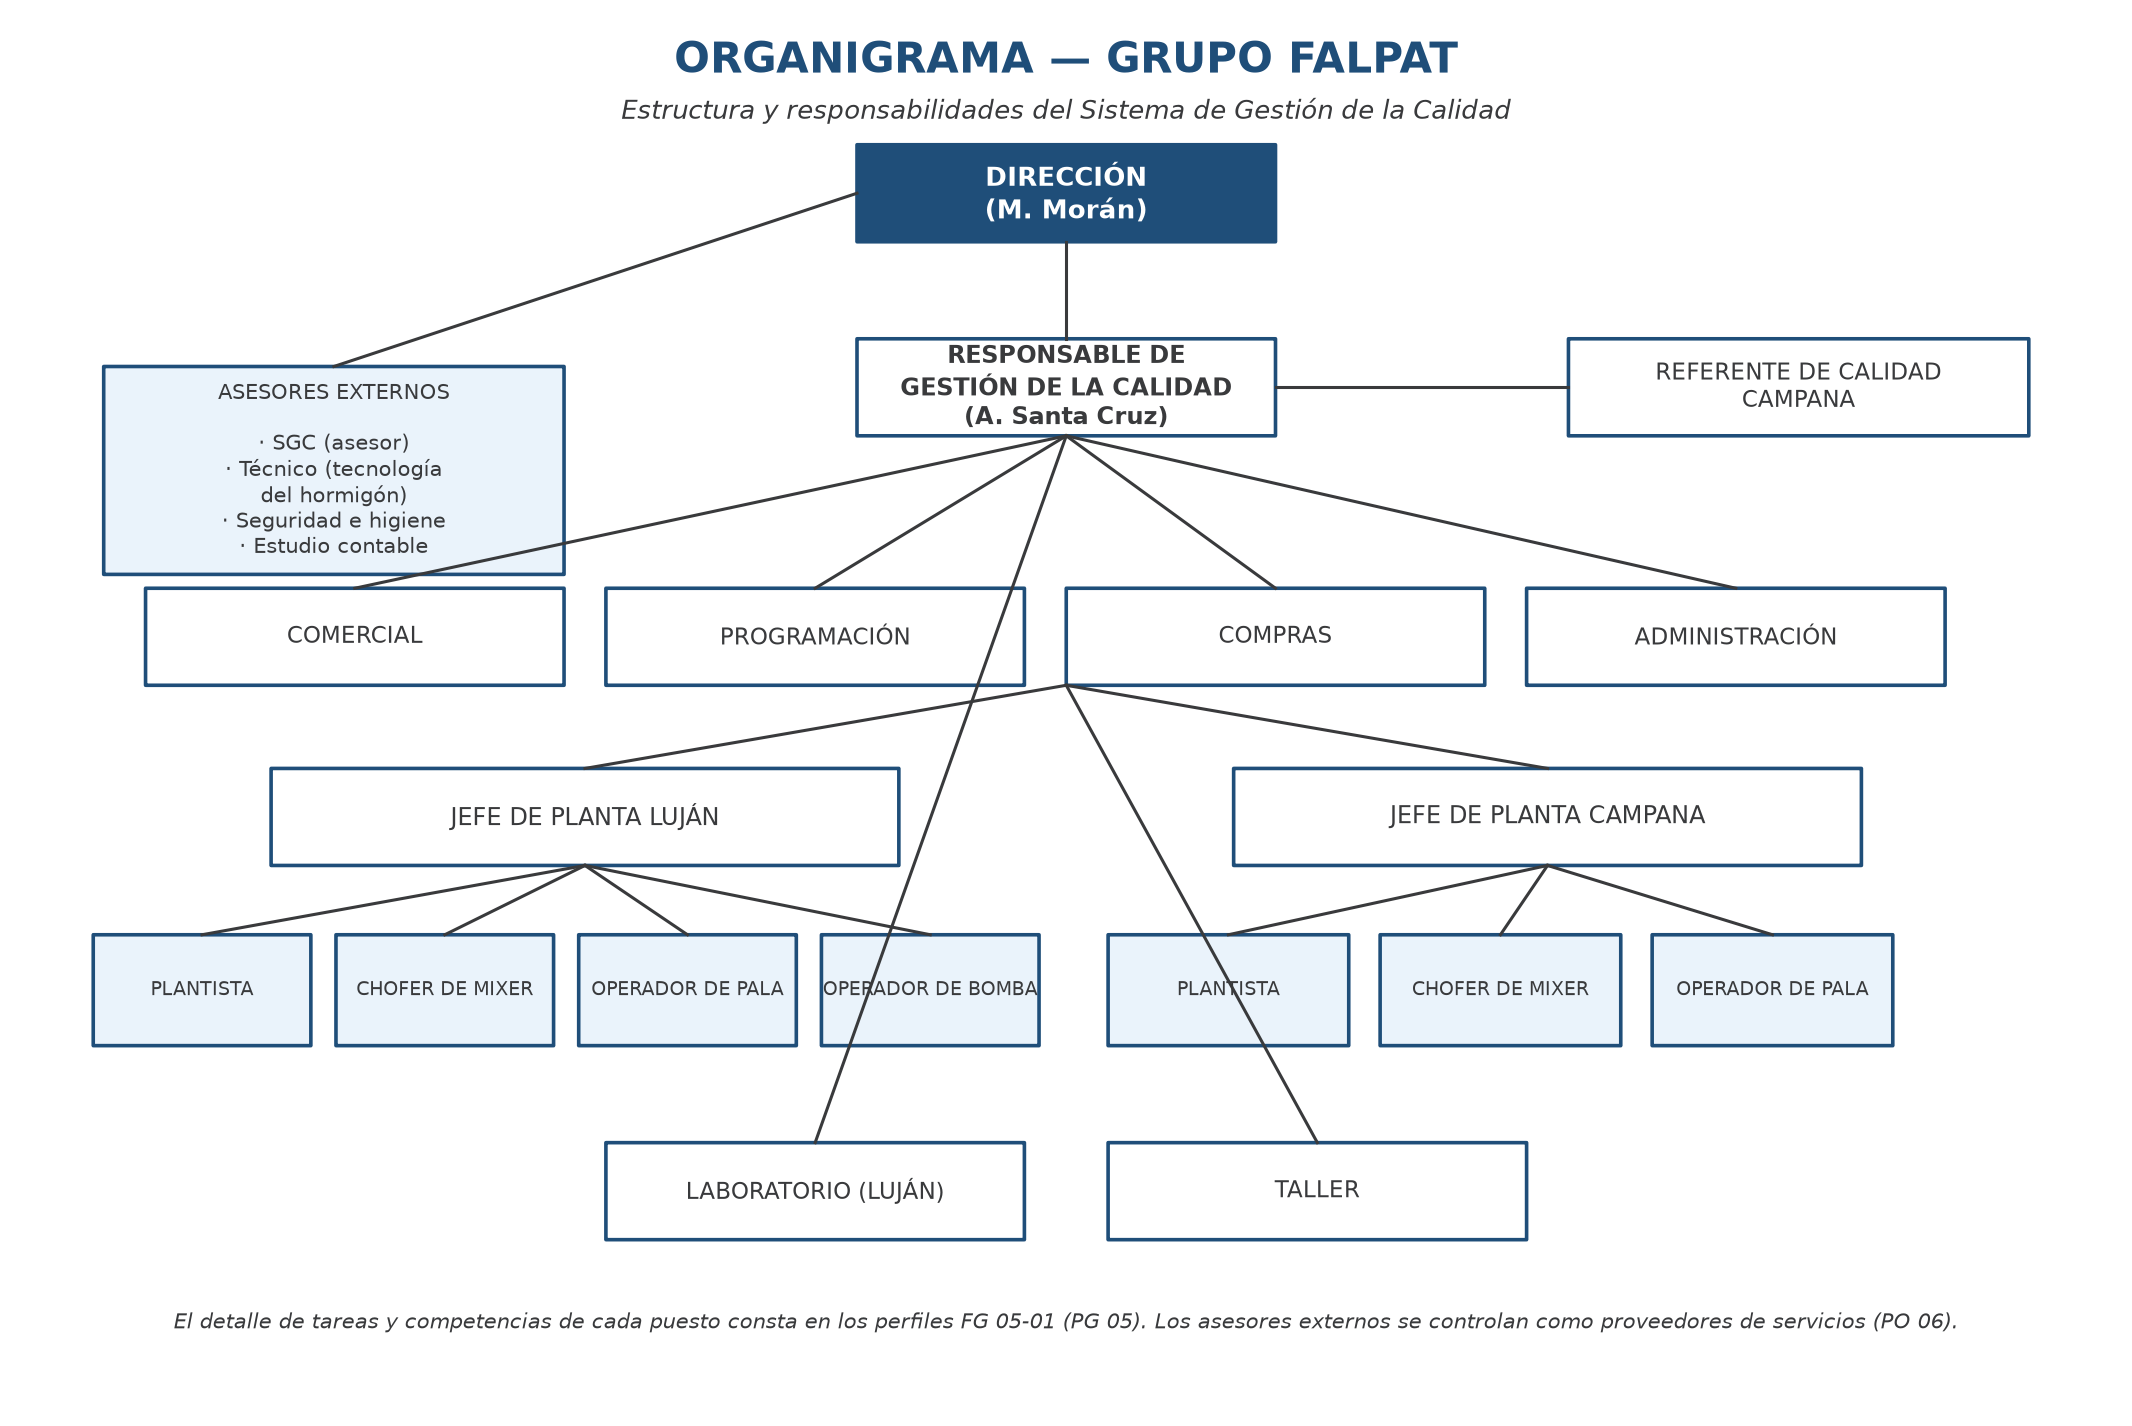 ORGANIGRAMA — GRUPO FALPAT
Estructura y responsabilidades del Sistema de Gestión de la Calidad
DIRECCIÓN
(M. Morán)
RESPONSABLE DE
GESTIÓN DE LA CALIDAD
(A. Santa Cruz)
REFERENTE DE CALIDAD
CAMPANA
ASESORES EXTERNOS
· SGC (asesor)
· Técnico (tecnología
del hormigón)
· Seguridad e higiene
· Estudio contable
COMERCIAL
PROGRAMACIÓN
COMPRAS
ADMINISTRACIÓN
JEFE DE PLANTA LUJÁN
JEFE DE PLANTA CAMPANA
PLANTISTA
CHOFER DE MIXER
OPERADOR DE PALA
OPERADOR DE BOMBA
PLANTISTA
CHOFER DE MIXER
OPERADOR DE PALA
LABORATORIO (LUJÁN)
TALLER
El detalle de tareas y competencias de cada puesto consta en los perfiles FG 05-01 (PG 05). Los asesores externos se controlan como proveedores de servicios (PO 06).